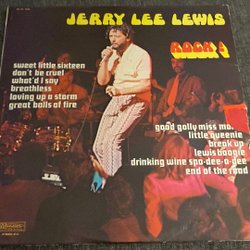 JERRY LEE LEWIS
ROCK!
sweet little sixteen
don't be cruel
what'd i say
breathless
loving up a storm
great balls of fire
good golly miss mo
little queenie
break up
lewis boogie
drinking wine spo-dee-o-dee
end of the road